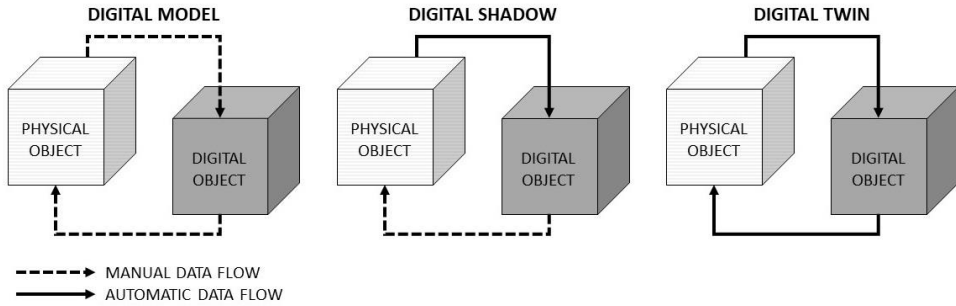 DIGITAL MODEL
PHYSICAL
OBJECT
DIGITAL
OBJECT
DIGITAL SHADOW
PHYSICAL
OBJECT
DIGITAL
OBJECT
DIGITAL TWIN
PHYSICAL
OBJECT
DIGITAL
OBJECT
MANUAL DATA FLOW
AUTOMATIC DATA FLOW